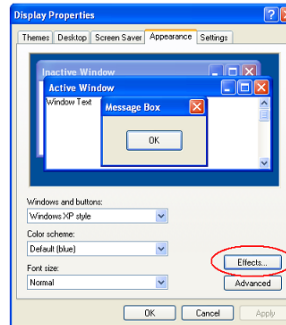 Display Properties
Themes Desktop Screen Saver Appearance Settings
Inactive Window
Active Window
Window Text
Message Box
OK
Windows and buttons:
Windows XP style
Color scheme:
Default (blue)
Effects...
Font size:
Normal
Advanced
OK Cancel Apply